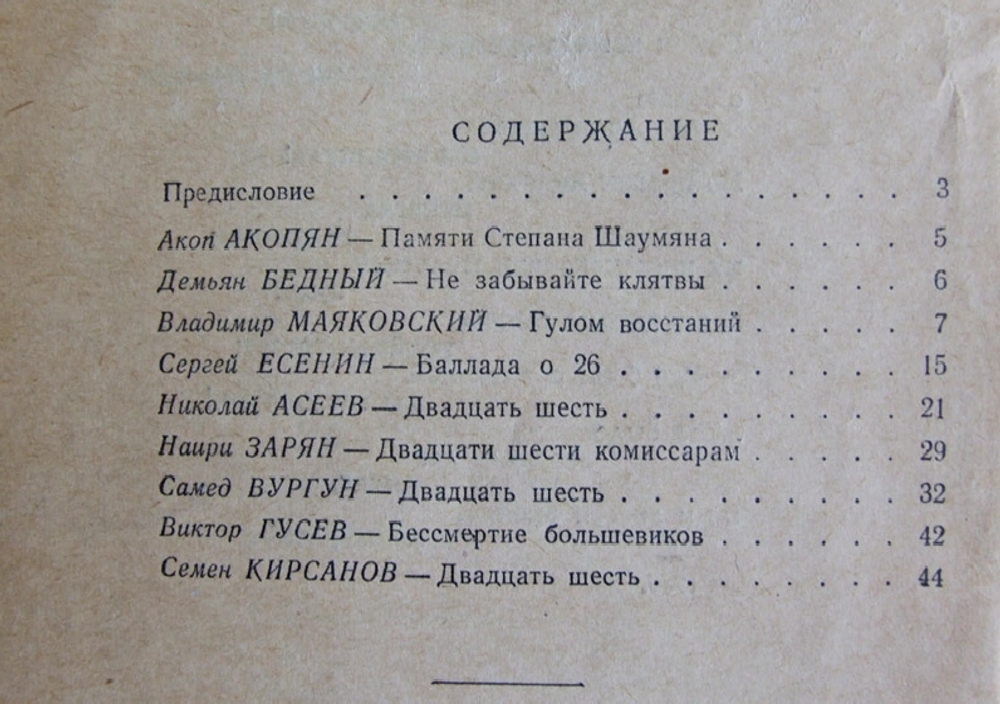 СОДЕРЖАНИЕ
Предисловие . . . . . . . . . . . . . . . . . 3
Акоп АКОПЯН — Памяти Степана Шаумяна . . . . . . 5
Демьян БЕДНЫЙ — Не забывайте клятвы . . . . . . 6
Владимир МАЯКОВСКИЙ — Гулом восстаний . . . . . 7
Сергей ЕСЕНИН — Баллада о 26 . . . . . . . . . 15
Николай АСЕЕВ — Двадцать шесть . . . . . . . . . 21
Наири ЗАРЯН — Двадцати шести комиссарам . . . . . 29
Самед ВУРГУН — Двадцать шесть . . . . . . . . . 32
Виктор ГУСЕВ — Бессмертие большевиков . . . . . . 42
Семен КИРСАНОВ — Двадцать шесть . . . . . . . . 44